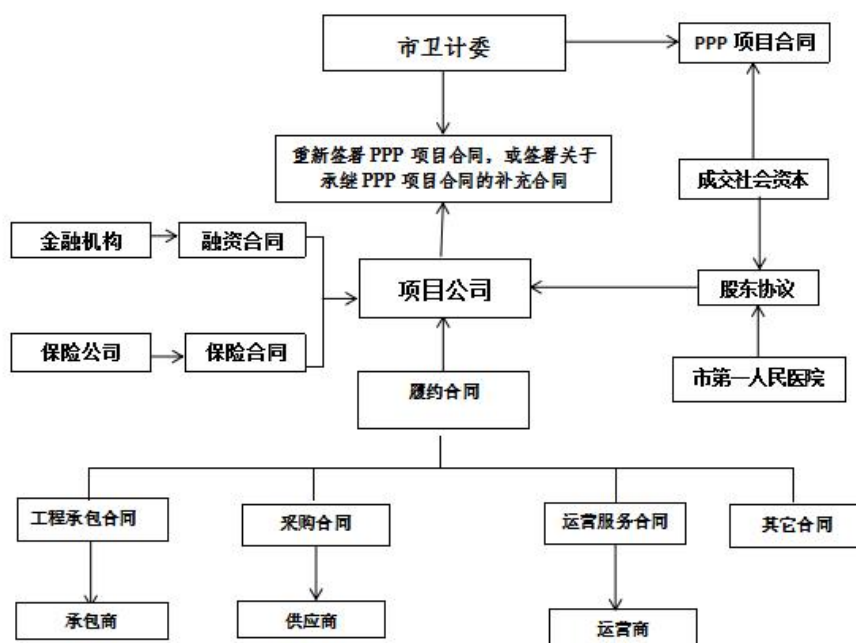 市卫计委
PPP 项目合同
重新签署 PPP 项目合同，或签署关于
承继 PPP 项目合同的补充合同
成交社会资本
金融机构
融资合同
项目公司
股东协议
保险公司
保险合同
市第一人民医院
履约合同
工程承包合同
采购合同
运营服务合同
其它合同
承包商
供应商
运营商